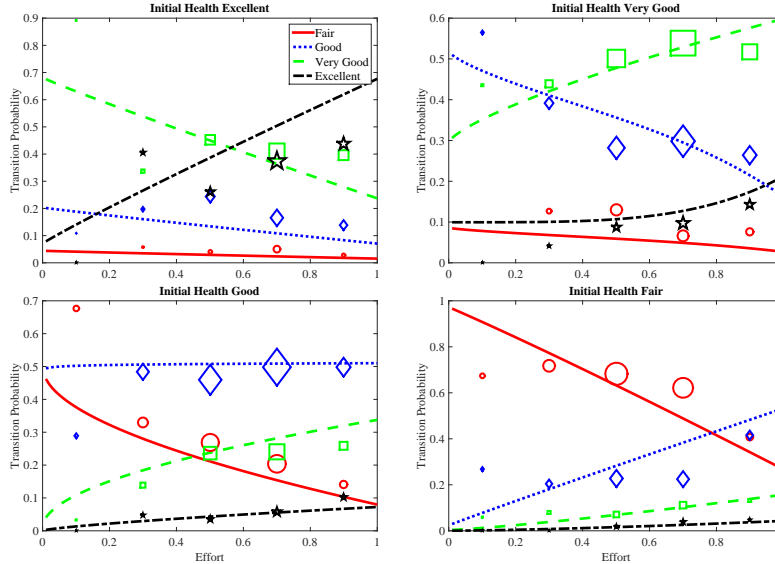 Initial Health Excellent
Fair
Good
Very Good
Excellent
Transition Probability
0.9
0.8
0.7
0.6
0.5
0.4
0.3
0.2
0.1
0
0 0.2 0.4 0.6 0.8 1
Initial Health Very Good
Transition Probability
0.6
0.5
0.4
0.3
0.2
0.1
0
0.2 0.4 0.6 0.8
Initial Health Good
Transition Probability
0.7
0.6
0.5
0.4
0.3
0.2
0.1
0
0 0.2 0.4 0.6 0.8 1
Effort
Initial Health Fair
Transition Probability
1
0.8
0.6
0.4
0.2
0
0.2 0.4 0.6 0.8
Effort